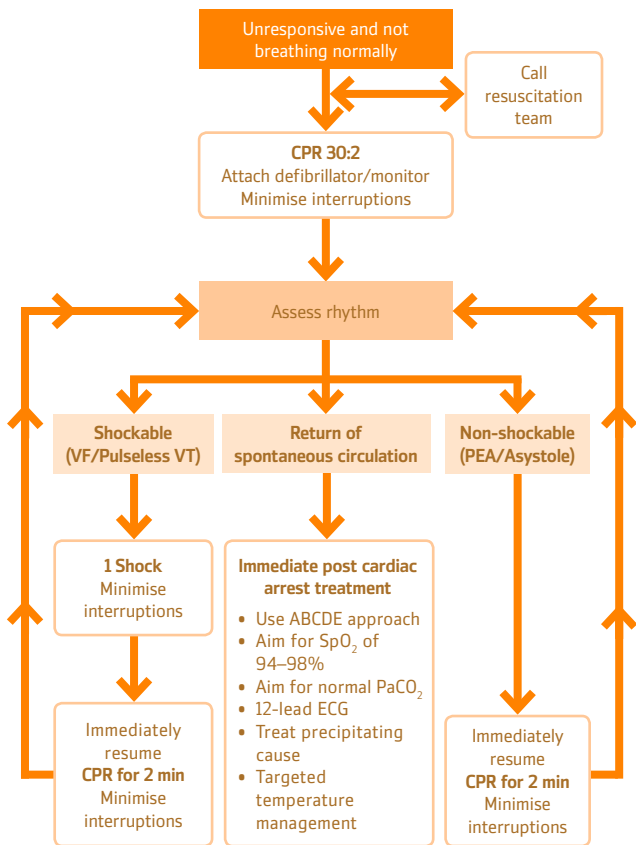 Unresponsive and not
breathing normally
Call
resuscitation
team
CPR 30:2
Attach defibrillator/monitor
Minimise interruptions
Assess rhythm
Shockable
(VF/Pulseless VT)
Return of
spontaneous circulation
Non-shockable
(PEA/Asystole)
1 Shock
Minimise
interruptions
Immediately
resume
CPR for 2 min
Minimise
interruptions
Immediate post cardiac
arrest treatment
• Use ABCDE approach
• Aim for SpO₂ of
94–98%
• Aim for normal PaCO₂
• 12-lead ECG
• Treat precipitating
cause
• Targeted
temperature
management
Immediately
resume
CPR for 2 min
Minimise
interruptions